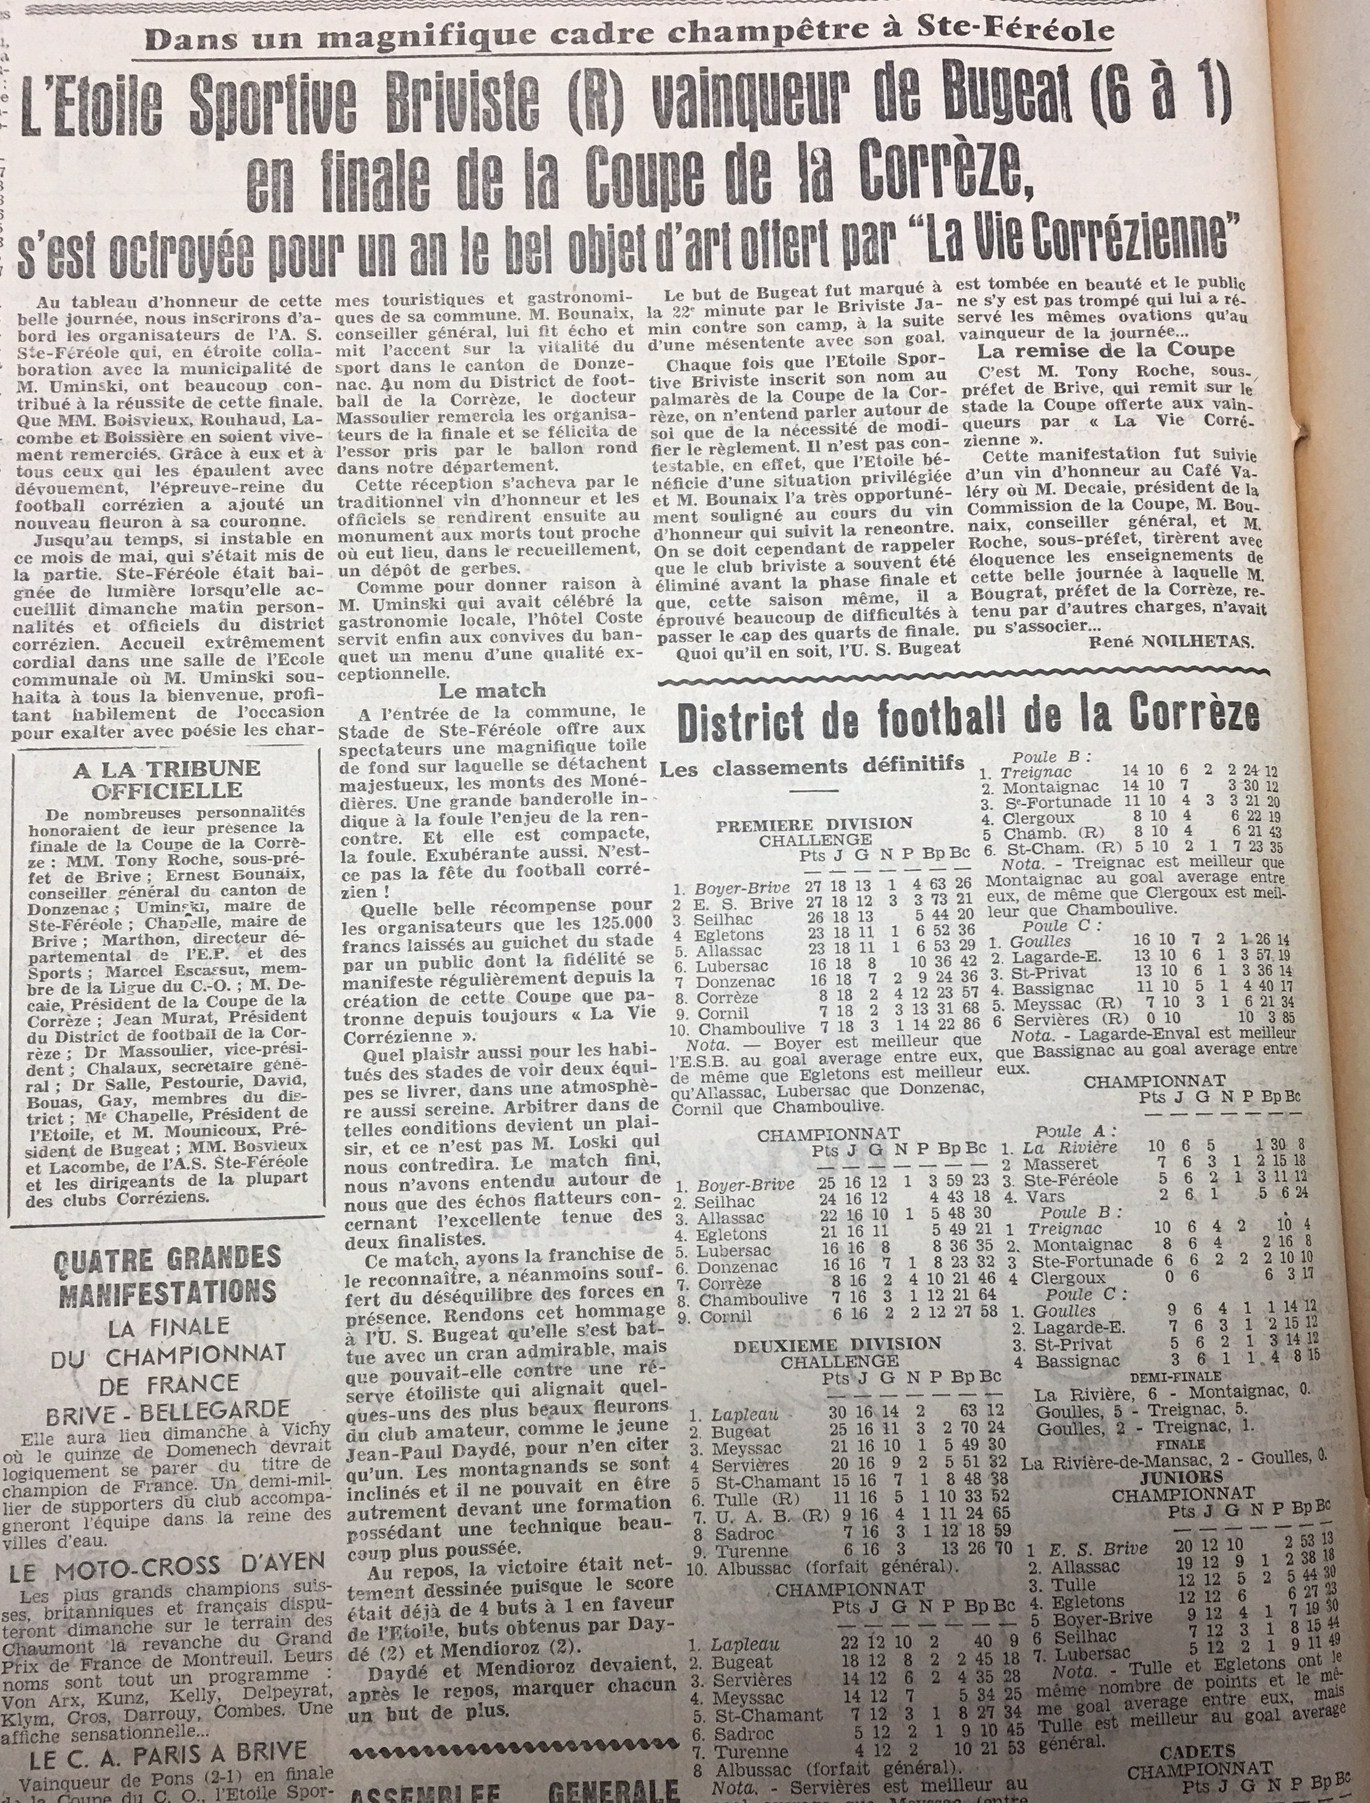 Dans un magnifique cadre champêtre à Ste-Féréole
L'Etoile Sportive Briviste (R) vainqueur de Bugeat (6 à 1)
en finale de la Coupe de la Corrèze,
s'est octroyée pour un an le bel objet d'art offert par "La Vie Corrézienne"
Au tableau d'honneur de cette
belle journée, nous inscrirons d'a-
bord les organisateurs de l'A. S.
Ste-Féréole qui, en étroite colla-
boration avec la municipalité de
M. Uminski, ont beaucoup con-
tribué à la réussite de cette finale.
Que MM. Boisvieux, Rouhaud, La-
combe et Boissière en soient vive-
ment remerciés. Grâce à eux et à
tous ceux qui les épaulent avec
dévouement, l'épreuve-reine du
football corrézien a ajouté un
nouveau fleuron à sa couronne.
Jusqu'au temps, si instable en
ce mois de mai, qui s'était mis de
la partie. Ste-Féréole était bai-
gnée de lumière lorsqu'elle ac-
cueillit dimanche matin person-
nalités et officiels du district
corrézien. Accueil extrêmement
cordial dans une salle de l'Ecole
communale où M. Uminski sou-
haita à tous la bienvenue, profi-
tant habilement de l'occasion
pour exalter avec poésie les char-
A LA TRIBUNE
OFFICIELLE
De nombreuses personnalités
honoraient de leur présence la
finale de la Coupe de la Corrè-
ze : MM. Tony Roche, sous-pré-
fet de Brive ; Ernest Bounaix,
conseiller général du canton de
Donzenac ; Uminski, maire de
Ste-Féréole ; Chapelle, maire de
Brive ; Marthon, directeur dé-
partemental de l'E.P. et des
Sports ; Marcel Escarsut, mem-
bre de la Ligue du C.-O. ; M. De-
caie, Président de la Coupe de la
Corrèze ; Jean Murat, Président
du District de football de la Cor-
rèze ; Dr Massoulier, vice-prési-
dent ; Chalaux, secrétaire géné-
ral ; Dr Salle, Pestourie, David,
Bouas, Gay, membres du dis-
trict ; Me Chapelle, Président de
l'Etoile, et M. Mounicoux, Pré-
sident de Bugeat ; MM. Bosvieux
et Lacombe, de l'A.S. Ste-Féréole
et les dirigeants de la plupart
des clubs Corréziens.
QUATRE GRANDES
MANIFESTATIONS
LA FINALE
DU CHAMPIONNAT
DE FRANCE
BRIVE - BELLEGARDE
Elle aura lieu dimanche à Vichy
où le quinze de Domenech devrait
logiquement se parer du titre de
champion de France. Un demi-mil-
lier de supporters du club accompa-
gneront l'équipe dans la reine des
villes d'eau.
LE MOTO-CROSS D'AYEN
Les plus grands champions suis-
ses, britanniques et français dispu-
teront dimanche sur le terrain des
Chaumont la revanche du Grand
Prix de France de Montreuil. Leurs
noms sont tout un programme :
Von Arx, Kunz, Kelly, Delpeyrat,
Klym, Cros, Darrouy, Combes. Une
affiche sensationnelle...
LE C. A. PARIS A BRIVE
Vainqueur de Pons (2-1) en finale
de la Coupe du C. O., l'Etoile Spor-
mes touristiques et gastronomi-
ques de sa commune. M. Bounaix,
conseiller général, lui fit écho et
mit l'accent sur la vitalité du
sport dans le canton de Donze-
nac. Au nom du District de foot-
ball de la Corrèze, le docteur
Massoulier remercia les organisa-
teurs de la finale et se félicita de
l'essor pris par le ballon rond
dans notre département.
Cette réception s'acheva par le
traditionnel vin d'honneur et les
officiels se rendirent ensuite au
monument aux morts tout proche
où eut lieu, dans le recueillement,
un dépôt de gerbes.
Comme pour donner raison à
M. Uminski qui avait célébré la
gastronomie locale, l'hôtel Coste
servit enfin aux convives du ban-
quet un menu d'une qualité ex-
ceptionnelle.
Le match
A l'entrée de la commune, le
Stade de Ste-Féréole offre aux
spectateurs une magnifique toile
de fond sur laquelle se détachent
majestueux, les monts des Moné-
dières. Une grande banderolle in-
dique à la foule l'enjeu de la ren-
contre. Et elle est compacte,
la foule. Exubérante aussi. N'est-
ce pas la fête du football corré-
zien !
Quelle belle récompense pour
les organisateurs que les 125.000
francs laissés au guichet du stade
par un public dont la fidélité se
manifeste régulièrement depuis la
création de cette Coupe que pa-
tronne depuis toujours « La Vie
Corrézienne ».
Quel plaisir aussi pour les habi-
tués des stades de voir deux équi-
pes se livrer, dans une atmosphè-
re aussi sereine. Arbitrer dans de
telles conditions devient un plai-
sir, et ce n'est pas M. Loski qui
nous contredira. Le match fini,
nous n'avons entendu autour de
nous que des échos flatteurs con-
cernant l'excellente tenue des
deux finalistes.
Ce match, ayons la franchise de
le reconnaître, a néanmoins souf-
fert du déséquilibre des forces en
présence. Rendons cet hommage
à l'U. S. Bugeat qu'elle s'est bat-
tue avec un cran admirable, mais
que pouvait-elle contre une ré-
serve étoiliste qui alignait quel-
ques-uns des plus beaux fleurons
du club amateur, comme le jeune
Jean-Paul Daydé, pour n'en citer
qu'un. Les montagnands se sont
inclinés et il ne pouvait en être
autrement devant une formation
possédant une technique beau-
coup plus poussée.
Au repos, la victoire était net-
tement dessinée puisque le score
était déjà de 4 buts à 1 en faveur
de l'Etoile, buts obtenus par Day-
dé (2) et Mendioroz (2).
Daydé et Mendioroz devaient,
après le repos, marquer chacun
un but de plus.
ASSEMBLEE GENERALE
Le but de Bugeat fut marqué à
la 22e minute par le Briviste Ja-
min contre son camp, à la suite
d'une mésentente avec son goal.
Chaque fois que l'Etoile Spor-
tive Briviste inscrit son nom au
palmarès de la Coupe de la Cor-
rèze, on n'entend parler autour de
soi que de la nécessité de modi-
fier le règlement. Il n'est pas con-
testable, en effet, que l'Etoile bé-
néficie d'une situation privilégiée
et M. Bounaix l'a très opportuné-
ment souligné au cours du vin
d'honneur qui suivit la rencontre.
On se doit cependant de rappeler
que le club briviste a souvent été
éliminé avant la phase finale et
que, cette saison même, il a
éprouvé beaucoup de difficultés à
passer le cap des quarts de finale.
Quoi qu'il en soit, l'U. S. Bugeat
est tombée en beauté et le public
ne s'y est pas trompé qui lui a ré-
servé les mêmes ovations qu'au
vainqueur de la journée...
La remise de la Coupe
C'est M. Tony Roche, sous-
préfet de Brive, qui remit sur le
stade la Coupe offerte aux vain-
queurs par « La Vie Corré-
zienne ».
Cette manifestation fut suivie
d'un vin d'honneur au Café Va-
léry où M. Decaie, président de la
Commission de la Coupe, M. Bou-
naix, conseiller général, et M.
Roche, sous-préfet, tirèrent avec
éloquence les enseignements de
cette belle journée à laquelle M.
Bougrat, préfet de la Corrèze, re-
tenu par d'autres charges, n'avait
pu s'associer...
René NOILHETAS.
District de football de la Corrèze
Les classements définitifs
PREMIERE DIVISION
CHALLENGE
Pts J G N P Bp Bc
1. Boyer-Brive 27 18 13 1 4 63 26
2 E. S. Brive 27 18 12 3 3 73 21
3 Seilhac 26 18 13 5 44 20
4 Egletons 23 18 11 1 6 52 36
5. Allassac 23 18 11 1 6 53 29
6. Lubersac 16 18 8 10 36 42
7 Donzenac 16 18 7 2 9 24 36
8. Corrèze 8 18 2 4 12 23 57
9. Cornil 7 18 2 3 13 31 68
10. Chamboulive 7 18 3 1 14 22 86
Nota. — Boyer est meilleur que
l'E.S.B. au goal average entre eux,
de même que Egletons est meilleur
qu'Allassac, Lubersac que Donzenac,
Cornil que Chamboulive.
CHAMPIONNAT
Pts J G N P Bp Bc
1. Boyer-Brive 25 16 12 1 3 59 23
2. Seilhac 24 16 12 4 43 18
3. Allassac 22 16 10 1 5 48 30
4. Egletons 21 16 11 5 49 21
5. Lubersac 16 16 8 8 36 35
6. Donzenac 16 16 7 1 8 23 32
7. Corrèze 8 16 2 4 10 21 46
8. Chamboulive 7 16 3 1 12 21 64
9. Cornil 6 16 2 2 12 27 58
DEUXIEME DIVISION
CHALLENGE
Pts J G N P Bp Bc
1. Lapleau 30 16 14 2 63 12
2. Bugeat 25 16 11 3 2 70 24
3. Meyssac 21 16 10 1 5 49 30
4 Servières 20 16 9 2 5 51 32
5 St-Chamant 15 16 7 1 8 48 38
6. Tulle (R) 11 16 5 1 10 33 52
7. U. A. B. (R) 9 16 4 1 11 24 65
8 Sadroc 7 16 3 1 12 18 59
9. Turenne 6 16 3 13 26 70
10. Albussac (forfait général).
CHAMPIONNAT
Pts J G N P Bp Bc
1. Lapleau 22 12 10 2 40 9
2. Bugeat 18 12 8 2 2 45 18
3. Servières 14 12 6 2 4 35 28
4. Meyssac 14 12 7 5 34 25
5. St-Chamant 7 12 3 1 8 27 34
6. Sadroc 5 12 2 1 9 10 45
7. Turenne 4 12 2 10 21 53
8 Albussac (forfait général).
Nota. - Servières est meilleur au
Poule B :
1. Treignac 14 10 6 2 2 24 12
2. Montaignac 14 10 7 3 30 12
3. Se-Fortunade 11 10 4 3 3 21 20
4. Clergoux 8 10 4 6 22 19
5 Chamb. (R) 8 10 4 6 21 43
6. St-Cham. (R) 5 10 2 1 7 23 35
Nota. - Treignac est meilleur que
Montaignac au goal average entre
eux, de même que Clergoux est meil-
leur que Chamboulive.
Poule C :
1. Goulles 16 10 7 2 1 26 14
2. Lagarde-E. 13 10 6 1 3 57 19
3. St-Privat 13 10 6 1 3 36 14
4. Bassignac 11 10 5 1 4 40 17
5. Meyssac (R) 7 10 3 1 6 21 34
6 Servières (R) 0 10 10 3 85
Nota. - Lagarde-Enval est meilleur
que Bassignac au goal average entre
eux.
CHAMPIONNAT
Pts J G N P Bp Bc
Poule A :
1. La Rivière 10 6 5 1 30 8
2 Masseret 7 6 3 1 2 15 18
3. Ste-Féréole 5 6 2 1 3 11 12
4. Vars 2 6 1 5 6 24
Poule B :
1 Treignac 10 6 4 2 10 4
2. Montaignac 8 6 4 2 16 8
3 Ste-Fortunade 6 6 2 2 2 10 10
4 Clergoux 0 6 6 3 17
Poule C :
1. Goulles 9 6 4 1 1 14 12
2. Lagarde-E. 7 6 3 1 2 15 12
3. St-Privat 5 6 2 1 3 14 12
4 Bassignac 3 6 1 1 4 8 15
DEMI-FINALE
La Rivière, 6 - Montaignac, 0.
Goulles, 5 - Treignac, 5.
Goulles, 2 - Treignac, 1.
FINALE
La Rivière-de-Mansac, 2 - Goulles, 0.
JUNIORS
CHAMPIONNAT
Pts J G N P Bp Bc
1 E. S. Brive 20 12 10 2 53 13
2. Allassac 19 12 9 1 2 38 18
3. Tulle 12 12 5 2 5 44 30
4. Egletons 12 12 6 6 27 23
5 Boyer-Brive 9 12 4 1 7 19 30
6 Seilhac 7 12 3 1 8 15 44
7. Lubersac 5 12 2 1 9 11 49
Nota. - Tulle et Egletons ont le
même nombre de points et le mê-
me goal average entre eux, mais
Tulle est meilleur au goal average
général.
CADETS
CHAMPIONNAT
Pts J G N P Bp Bc